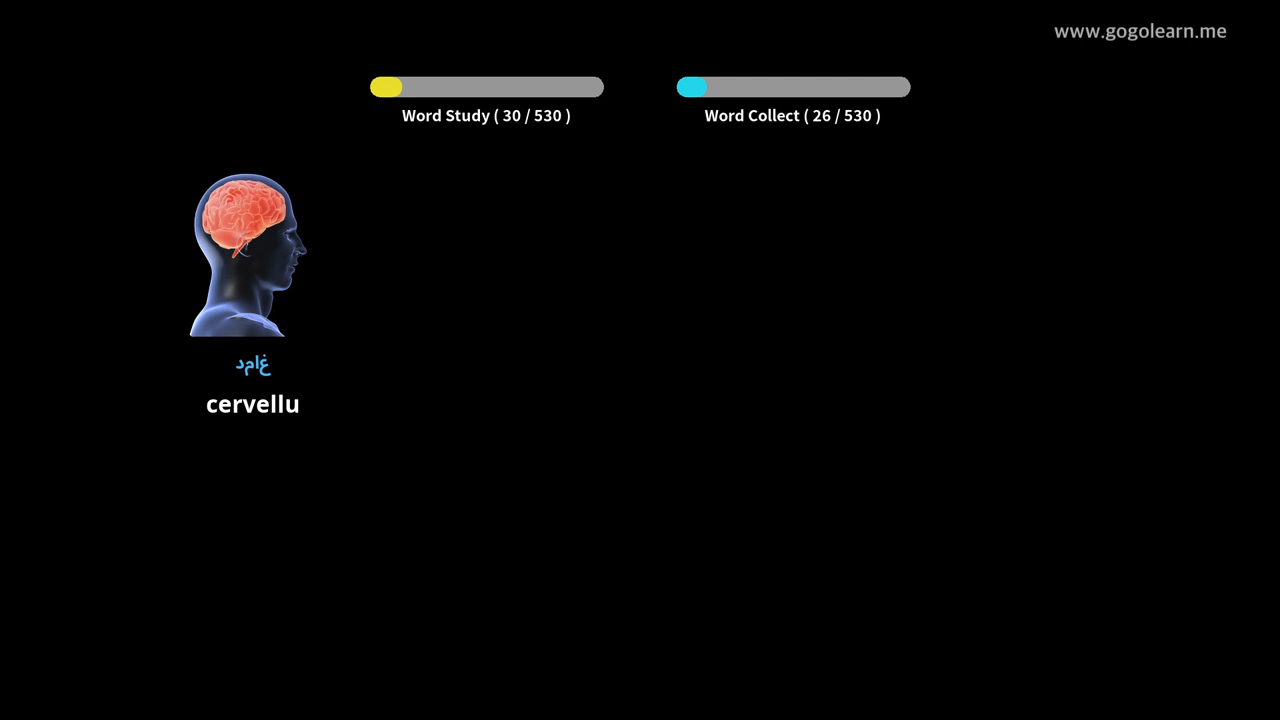 www.gogolearn.me
Word Study ( 30 / 530 )
Word Collect ( 26 / 530 )
دماغ
cervellu